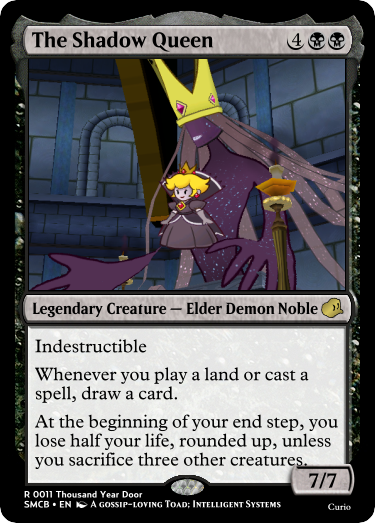 The Shadow Queen 4
Legendary Creature — Elder Demon Noble
Indestructible
Whenever you play a land or cast a
spell, draw a card.
At the beginning of your end step, you
lose half your life, rounded up, unless
you sacrifice three other creatures.
7/7
R 0011 Thousand Year Door
SMCB • EN A gossip-loving Toad; Intelligent Systems
Curio